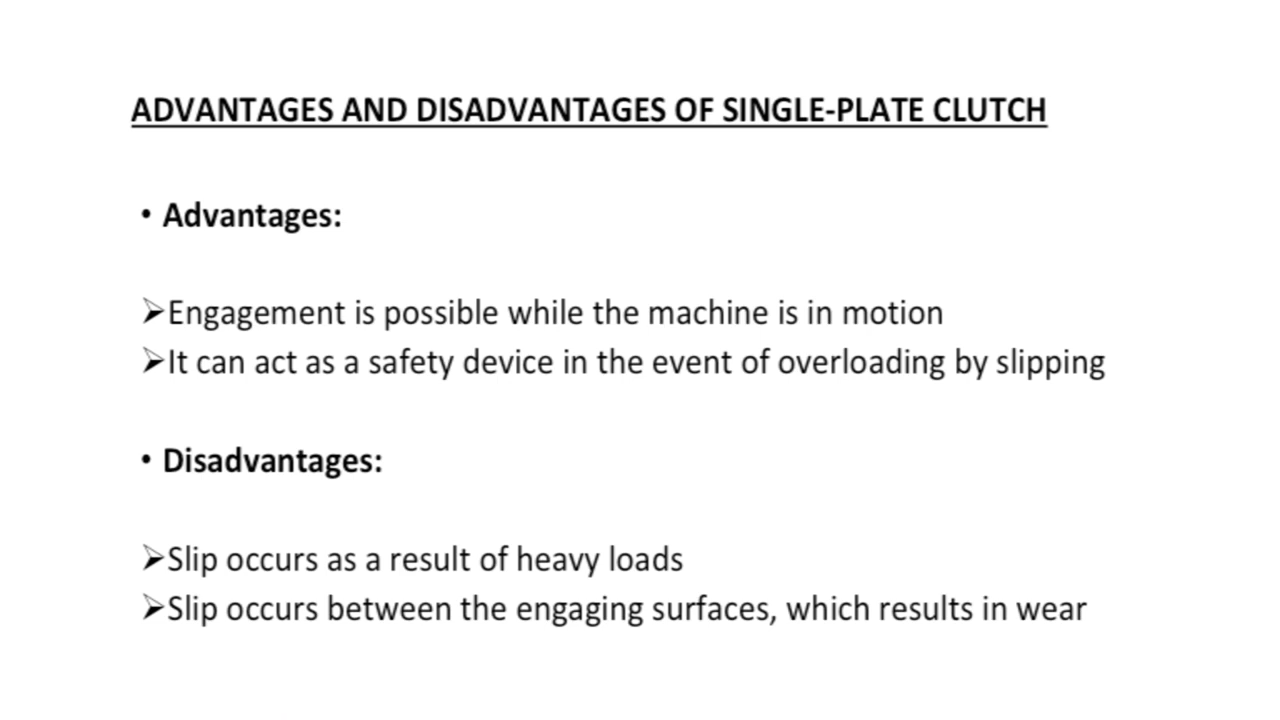 ADVANTAGES AND DISADVANTAGES OF SINGLE-PLATE CLUTCH
• Advantages:
➢Engagement is possible while the machine is in motion
➢It can act as a safety device in the event of overloading by slipping
• Disadvantages:
➢Slip occurs as a result of heavy loads
➢Slip occurs between the engaging surfaces, which results in wear